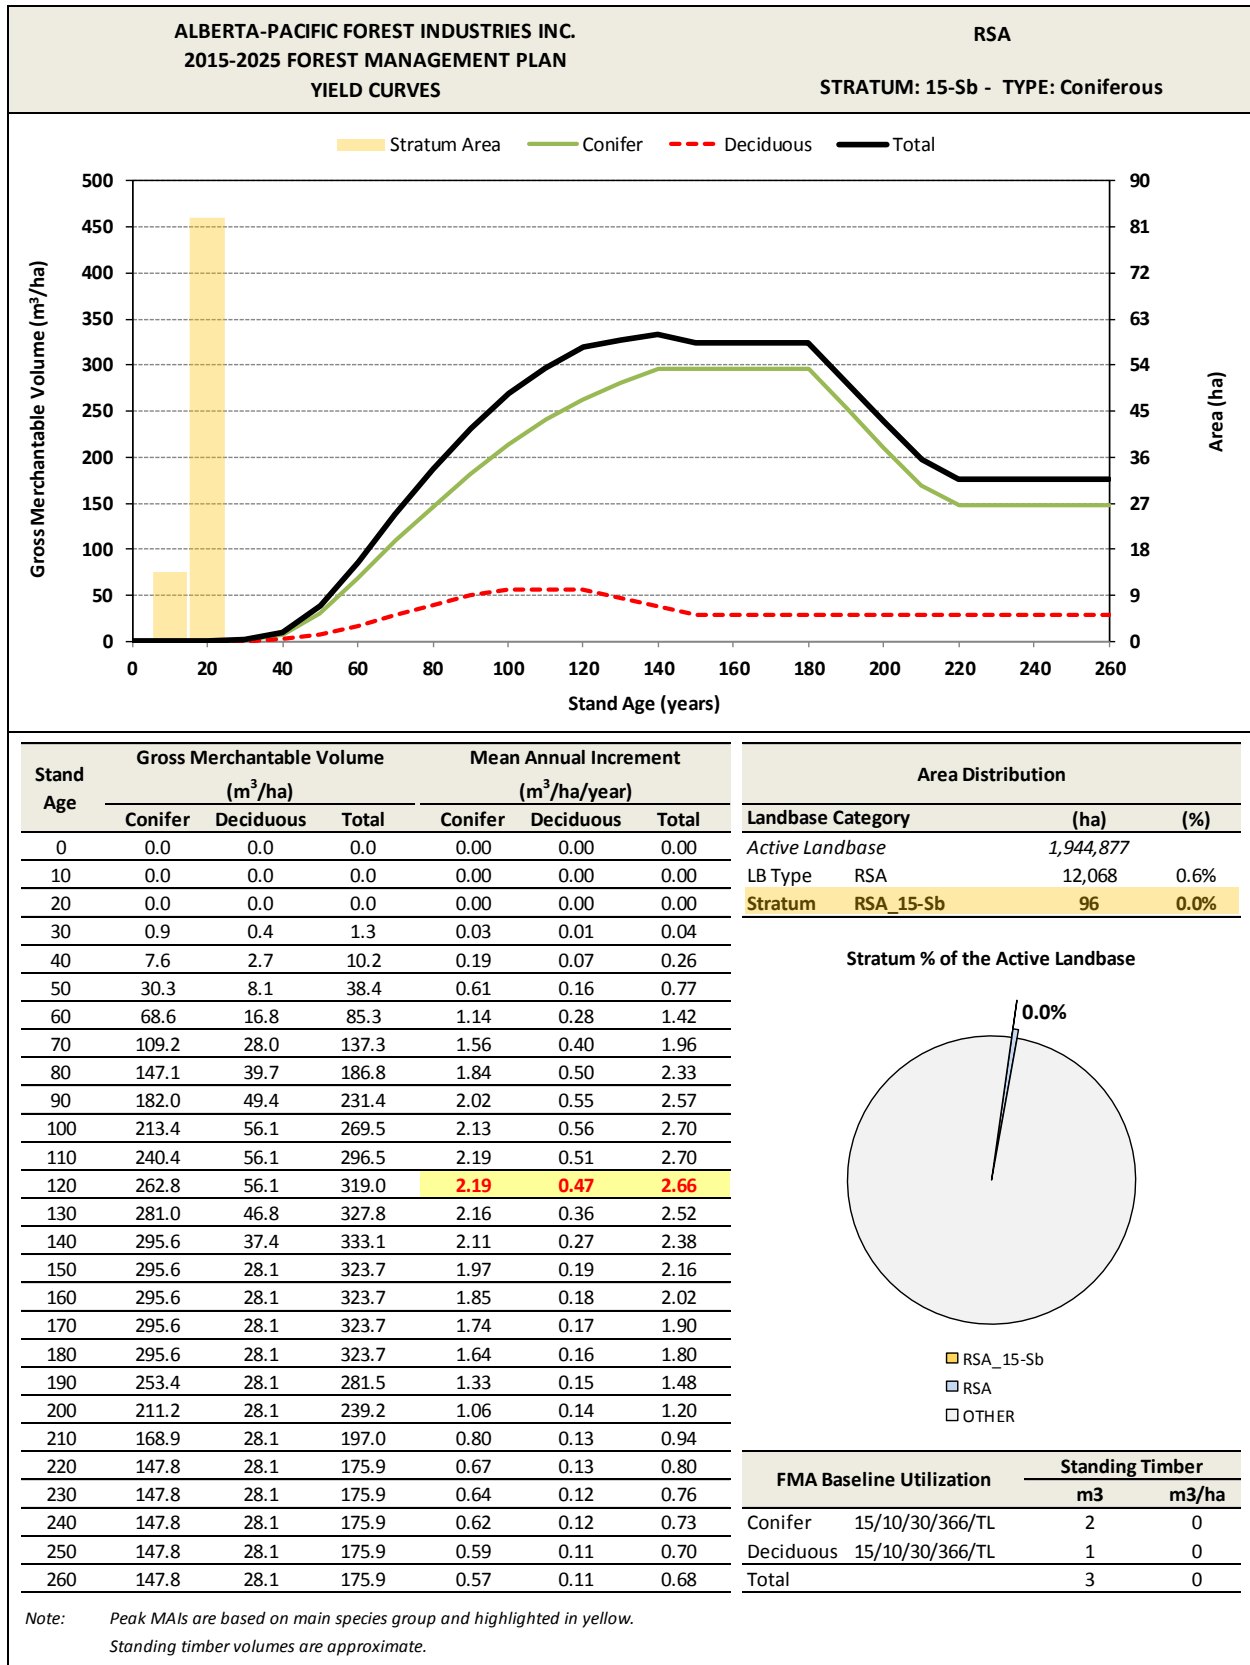 ALBERTA-PACIFIC FOREST INDUSTRIES INC.
2015-2025 FOREST MANAGEMENT PLAN
YIELD CURVES
RSA
STRATUM: 15-Sb - TYPE: Coniferous
Stratum Area Conifer Deciduous Total
Gross Merchantable Volume (m³/ha)
500
450
400
350
300
250
200
150
100
50
0
90
81
72
63
54
45
36
27
18
9
0
Area (ha)
0 20 40 60 80 100 120 140 160 180 200 220 240 260
Stand Age (years)
Stand Age Gross Merchantable Volume (m³/ha) Mean Annual Increment (m³/ha/year)
Conifer Deciduous Total Conifer Deciduous Total
0 0.0 0.0 0.0 0.00 0.00 0.00
10 0.0 0.0 0.0 0.00 0.00 0.00
20 0.0 0.0 0.0 0.00 0.00 0.00
30 0.9 0.4 1.3 0.03 0.01 0.04
40 7.6 2.7 10.2 0.19 0.07 0.26
50 30.3 8.1 38.4 0.61 0.16 0.77
60 68.6 16.8 85.3 1.14 0.28 1.42
70 109.2 28.0 137.3 1.56 0.40 1.96
80 147.1 39.7 186.8 1.84 0.50 2.33
90 182.0 49.4 231.4 2.02 0.55 2.57
100 213.4 56.1 269.5 2.13 0.56 2.70
110 240.4 56.1 296.5 2.19 0.51 2.70
120 262.8 56.1 319.0 2.19 0.47 2.66
130 281.0 46.8 327.8 2.16 0.36 2.52
140 295.6 37.4 333.1 2.11 0.27 2.38
150 295.6 28.1 323.7 1.97 0.19 2.16
160 295.6 28.1 323.7 1.85 0.18 2.02
170 295.6 28.1 323.7 1.74 0.17 1.90
180 295.6 28.1 323.7 1.64 0.16 1.80
190 253.4 28.1 281.5 1.33 0.15 1.48
200 211.2 28.1 239.2 1.06 0.14 1.20
210 168.9 28.1 197.0 0.80 0.13 0.94
220 147.8 28.1 175.9 0.67 0.13 0.80
230 147.8 28.1 175.9 0.64 0.12 0.76
240 147.8 28.1 175.9 0.62 0.12 0.73
250 147.8 28.1 175.9 0.59 0.11 0.70
260 147.8 28.1 175.9 0.57 0.11 0.68
Area Distribution
Landbase Category (ha) (%)
Active Landbase 1,944,877
LB Type RSA 12,068 0.6%
Stratum RSA_15-Sb 96 0.0%
Stratum % of the Active Landbase
0.0%
RSA_15-Sb
RSA
OTHER
FMA Baseline Utilization Standing Timber
m3 m3/ha
Conifer 15/10/30/366/TL 2 0
Deciduous 15/10/30/366/TL 1 0
Total 3 0
Note: Peak MAIs are based on main species group and highlighted in yellow.
Standing timber volumes are approximate.